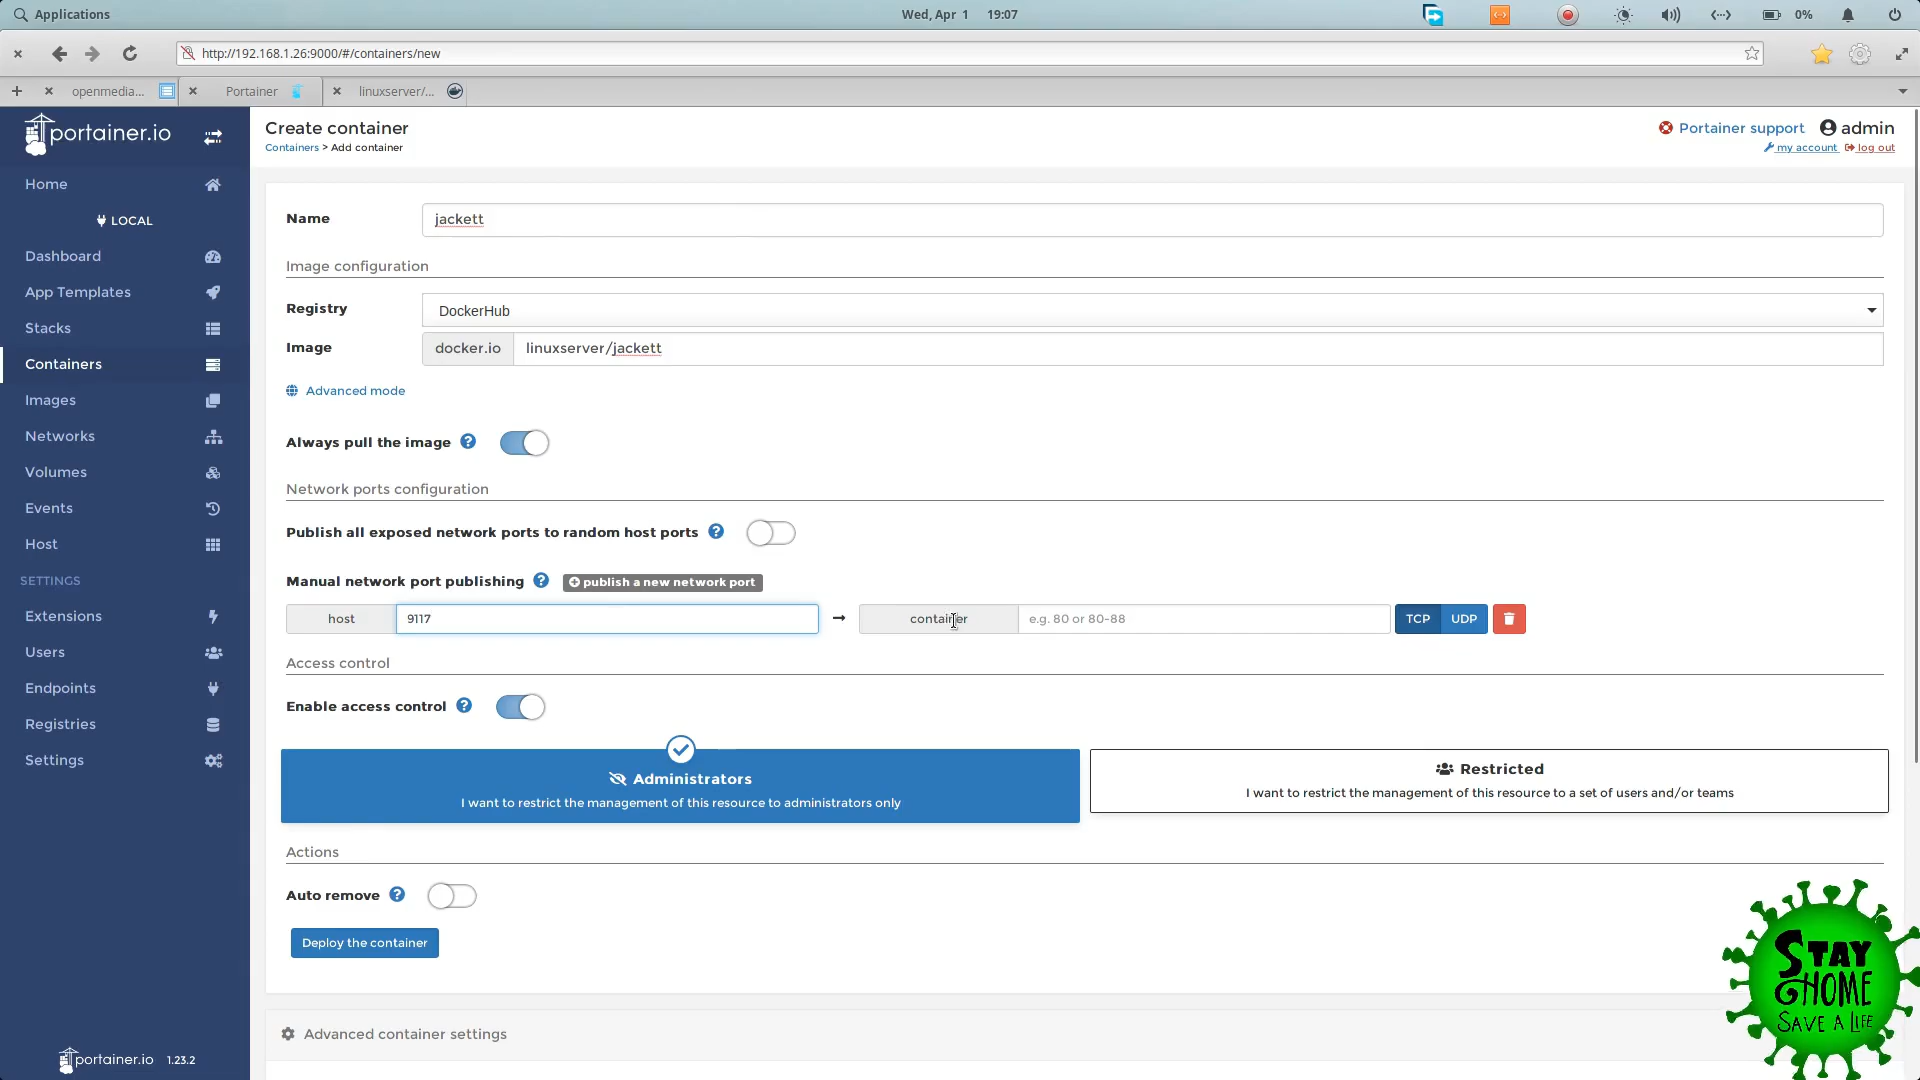 Applications
Wed, Apr 1 19:07
0%
http://192.168.1.26:9000/#/containers/new
openmedia...
Portainer
linuxserver/...
portainer.io
Home
LOCAL
Dashboard
App Templates
Stacks
Containers
Images
Networks
Volumes
Events
Host
SETTINGS
Extensions
Users
Endpoints
Registries
Settings
portainer.io 1.23.2
Create container
Containers > Add container
Portainer support admin
my account log out
Name jackett
Image configuration
Registry DockerHub
Image docker.io linuxserver/jackett
Advanced mode
Always pull the image
Network ports configuration
Publish all exposed network ports to random host ports
Manual network port publishing publish a new network port
host 9117 → container e.g. 80 or 80-88 TCP UDP
Access control
Enable access control
Administrators
I want to restrict the management of this resource to administrators only
Restricted
I want to restrict the management of this resource to a set of users and/or teams
Actions
Auto remove
Deploy the container
Advanced container settings
STAY
@HOME
SAVE A LIFE